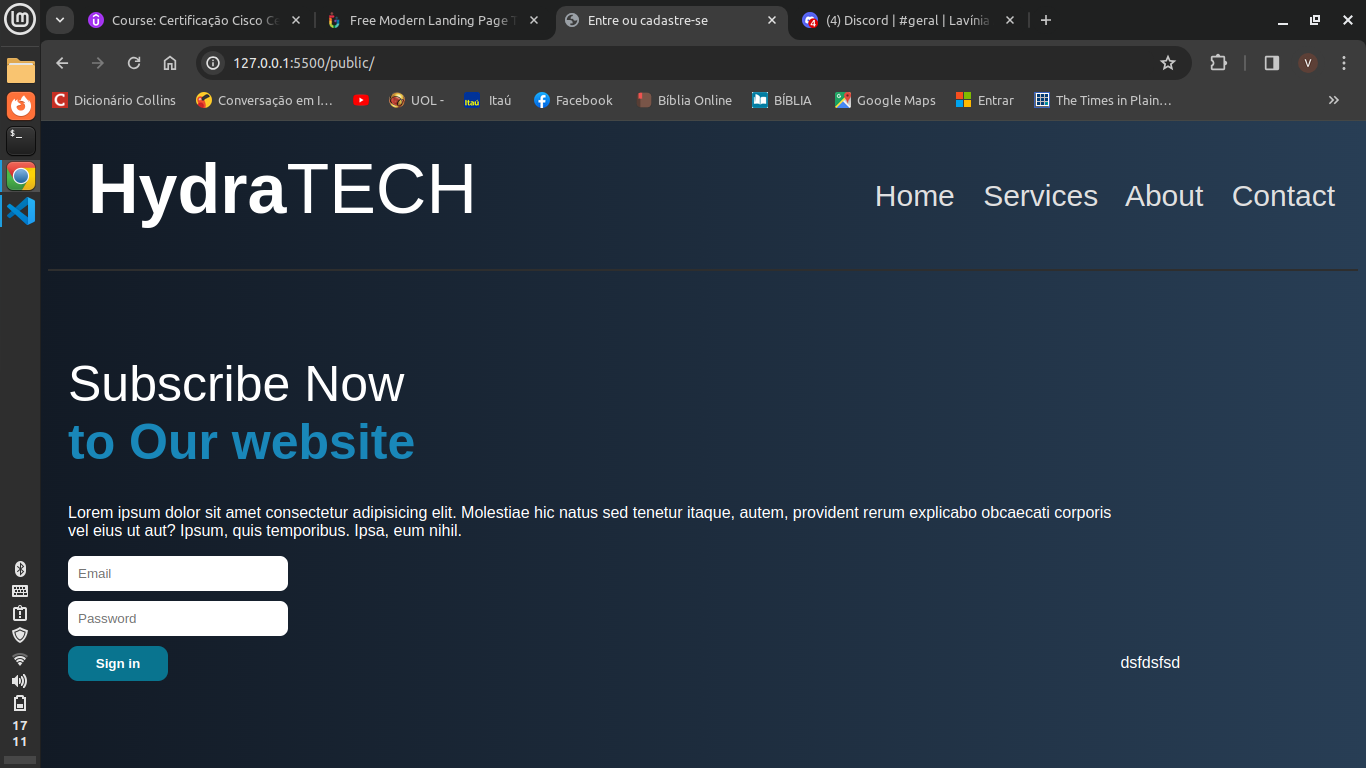 Course: Certificação Cisco Ce
Free Modern Landing Page T
Entre ou cadastre-se
(4) Discord | #geral | Lavínia
127.0.0.1:5500/public/
V
Dicionário Collins
Conversação em I…
UOL -
Itaú
Facebook
Bíblia Online
BÍBLIA
Google Maps
Entrar
The Times in Plain…
HydraTECH
Home
Services
About
Contact
Subscribe Now
to Our website
Lorem ipsum dolor sit amet consectetur adipisicing elit. Molestiae hic natus sed tenetur itaque, autem, provident rerum explicabo obcaecati corporis
vel eius ut aut? Ipsum, quis temporibus. Ipsa, eum nihil.
Email
Password
Sign in
dsfdsfsd
17
11